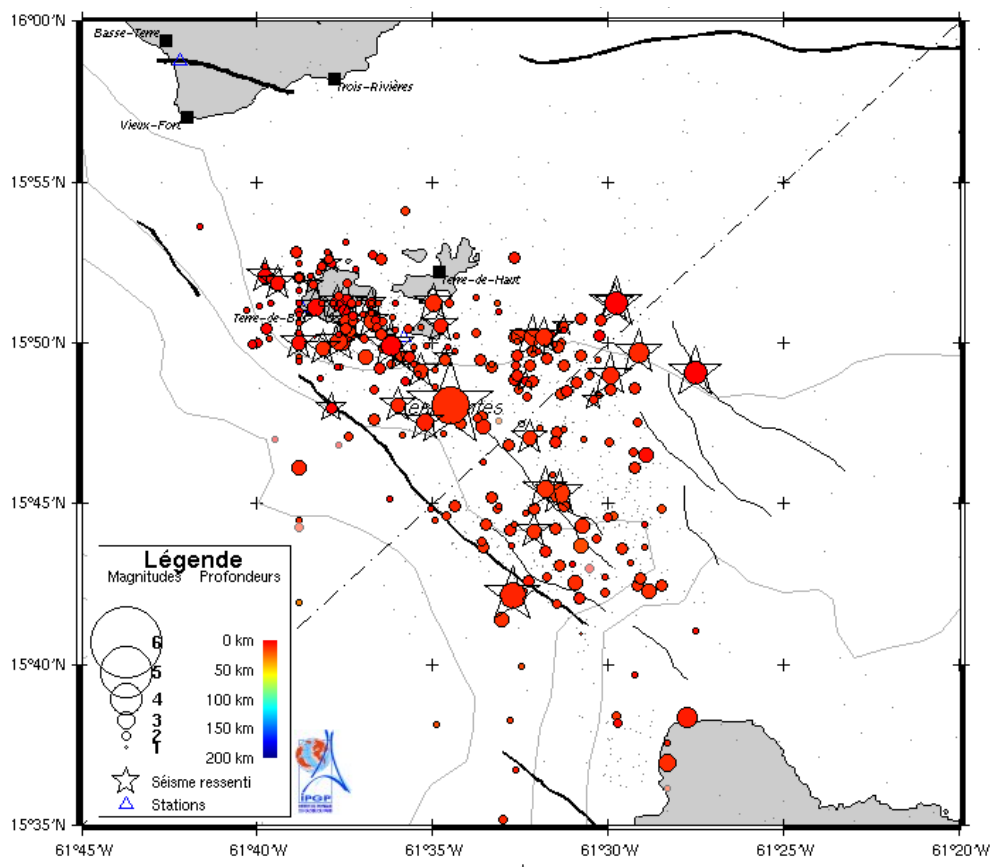 16°00'N
Basse-Terre
Trois-Rivières
Vieux-Fort
15°55'N
Terre-de-Haut
15°50'N
15°45'N
Légende
Magnitudes Profondeurs
6 0 km
5 50 km
4 100 km
3 150 km
2
1 200 km
Séisme ressenti
Stations
15°40'N
IPGP
15°35'N
61°45'W 61°40'W 61°35'W 61°30'W 61°25'W 61°20'W